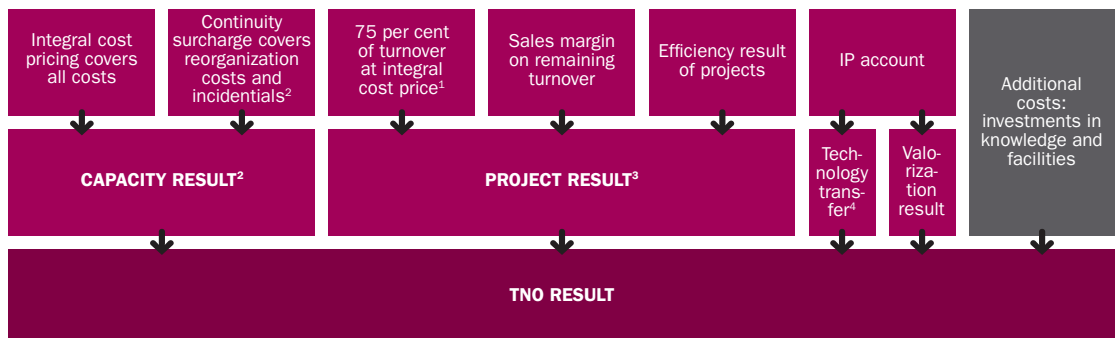 Integral cost
pricing covers
all costs
Continuity
surcharge covers
reorganization
costs and
incidentials²
75 per cent
of turnover
at integral
cost price¹
Sales margin
on remaining
turnover
Efficiency result
of projects
IP account
Additional
costs:
investments in
knowledge and
facilities
CAPACITY RESULT²
PROJECT RESULT³
Tech-
nology
trans-
fer⁴
Valo-
riza-
tion
result
TNO RESULT